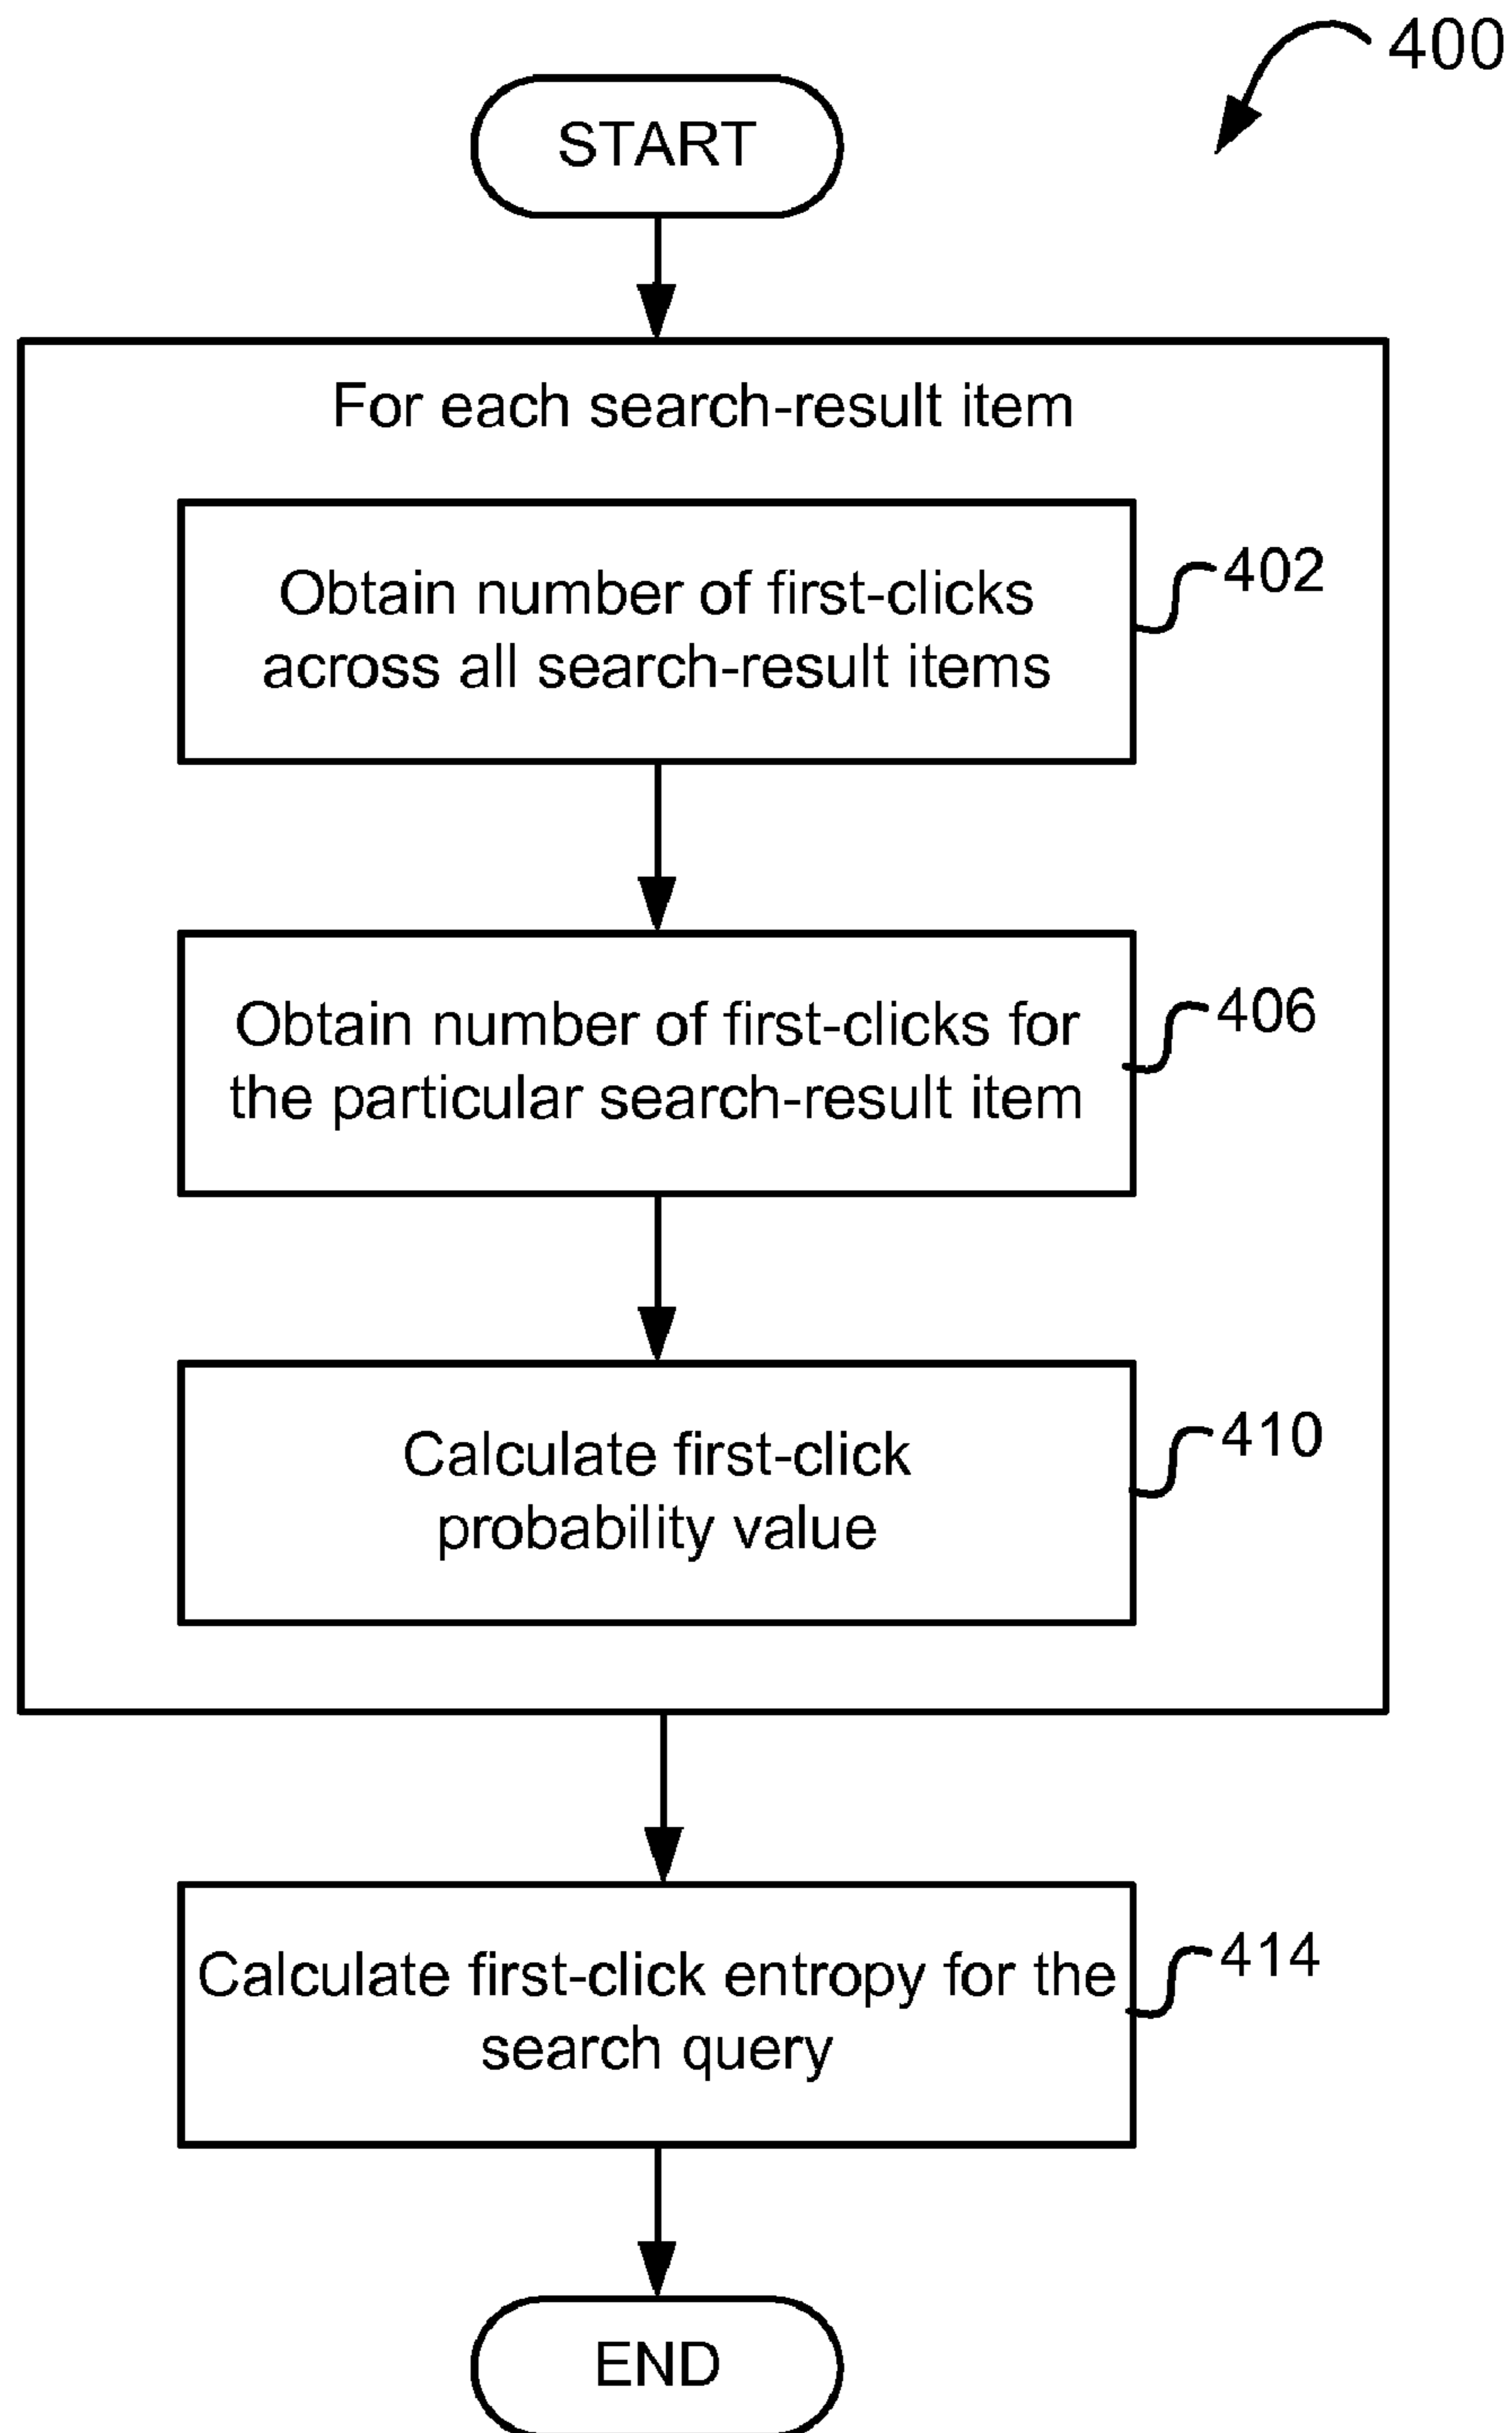 400
START
For each search-result item
Obtain number of first-clicks
across all search-result items
402
Obtain number of first-clicks for
the particular search-result item
406
Calculate first-click
probability value
410
Calculate first-click entropy for the
search query
414
END